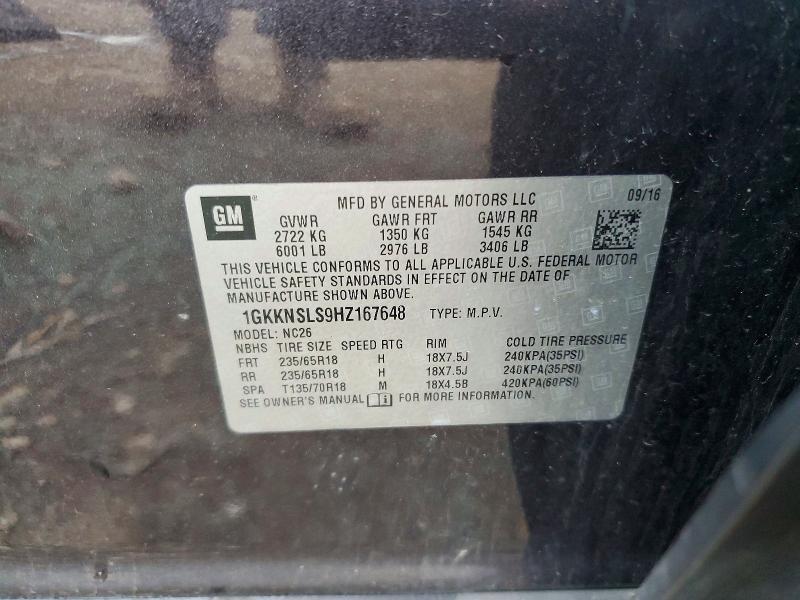 GM
MFD BY GENERAL MOTORS LLC 09/16
GVWR GAWR FRT GAWR RR
2722 KG 1350 KG 1545 KG
6001 LB 2976 LB 3406 LB
THIS VEHICLE CONFORMS TO ALL APPLICABLE U.S. FEDERAL MOTOR
VEHICLE SAFETY STANDARDS IN EFFECT ON THE DATE OF
MANUFACTURE SHOWN ABOVE.
1GKKNSLS9HZ167648 TYPE: M.P.V.
MODEL: NC26
NBHS TIRE SIZE SPEED RTG RIM COLD TIRE PRESSURE
FRT 235/65R18 H 18X7.5J 240KPA(35PSI)
RR 235/65R18 H 18X7.5J 240KPA(35PSI)
SPA T135/70R18 M 18X4.5B 420KPA(60PSI)
SEE OWNER'S MANUAL i FOR MORE INFORMATION.